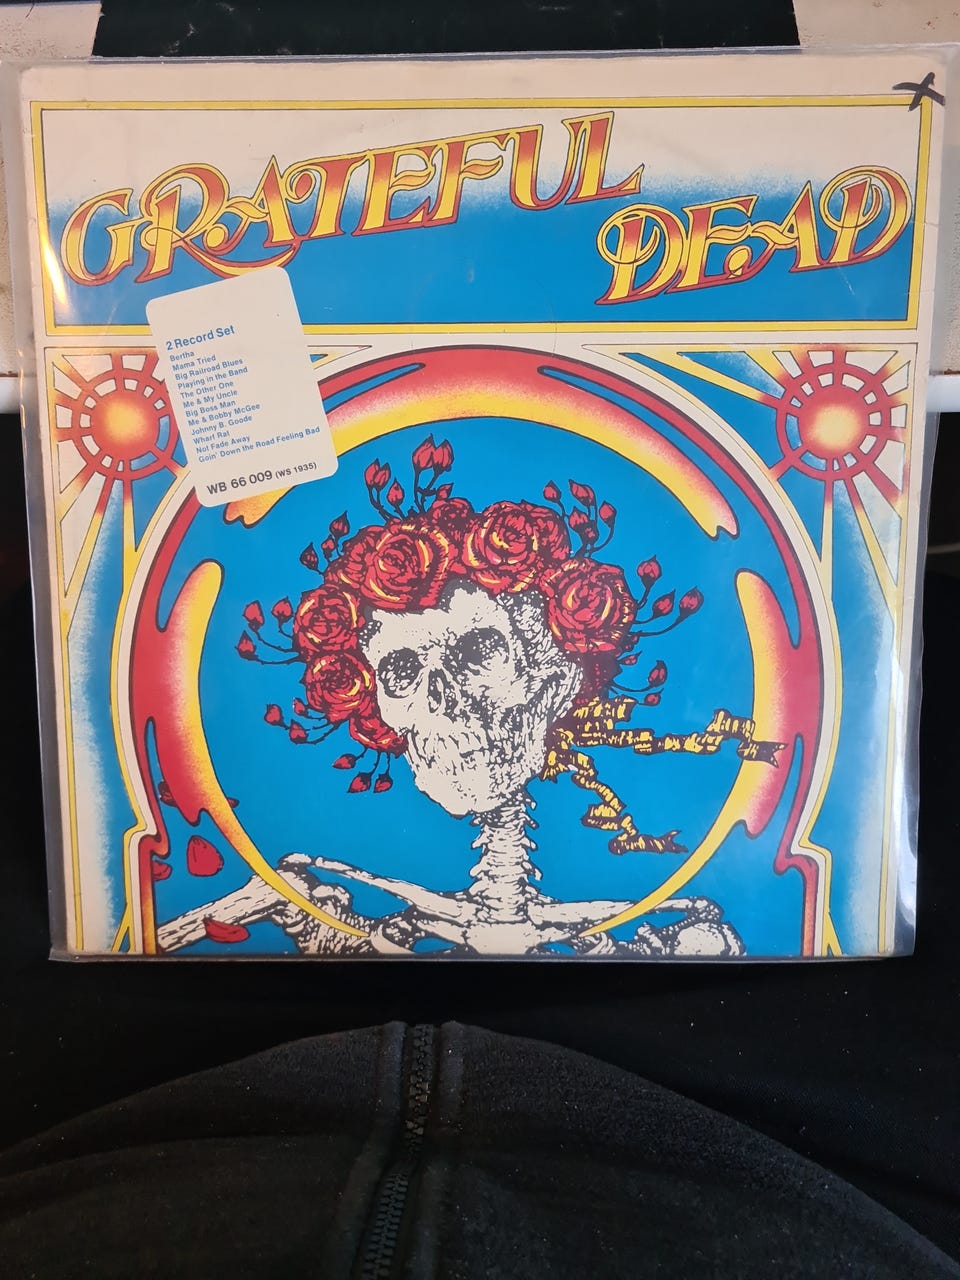 GRATEFUL
DEAD
2 Record Set
Bertha
Mama Tried
Big Railroad Blues
Playing in the Band
The Other One
Me & My Uncle
Big Boss Man
Me & Bobby McGee
Johnny B. Goode
Wharf Rat
Not Fade Away
Goin' Down the Road Feeling Bad
WB 66 009 (WS 1935)